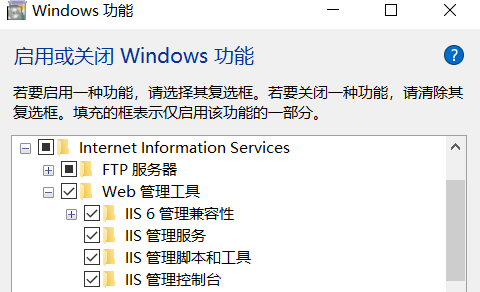 Windows 功能
启用或关闭 Windows 功能
?
若要启用一种功能，请选择其复选框。若要关闭一种功能，请清除其
复选框。填充的框表示仅启用该功能的一部分。
Internet Information Services
FTP 服务器
Web 管理工具
IIS 6 管理兼容性
IIS 管理服务
IIS 管理脚本和工具
IIS 管理控制台